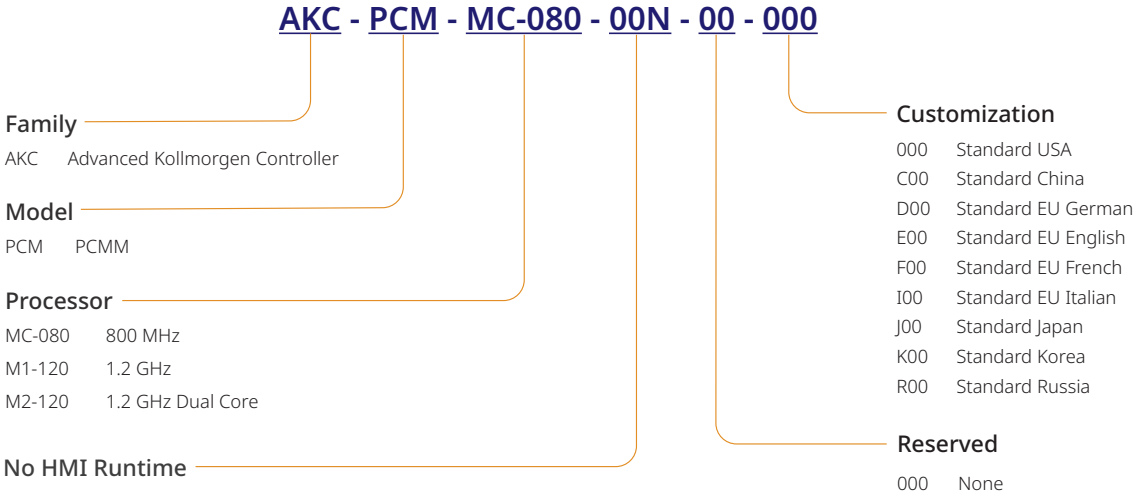 AKC - PCM - MC-080 - 00N - 00 - 000
Family
AKC Advanced Kollmorgen Controller
Model
PCM PCMM
Processor
MC-080 800 MHz
M1-120 1.2 GHz
M2-120 1.2 GHz Dual Core
No HMI Runtime
Customization
000 Standard USA
C00 Standard China
D00 Standard EU German
E00 Standard EU English
F00 Standard EU French
I00 Standard EU Italian
J00 Standard Japan
K00 Standard Korea
R00 Standard Russia
Reserved
000 None